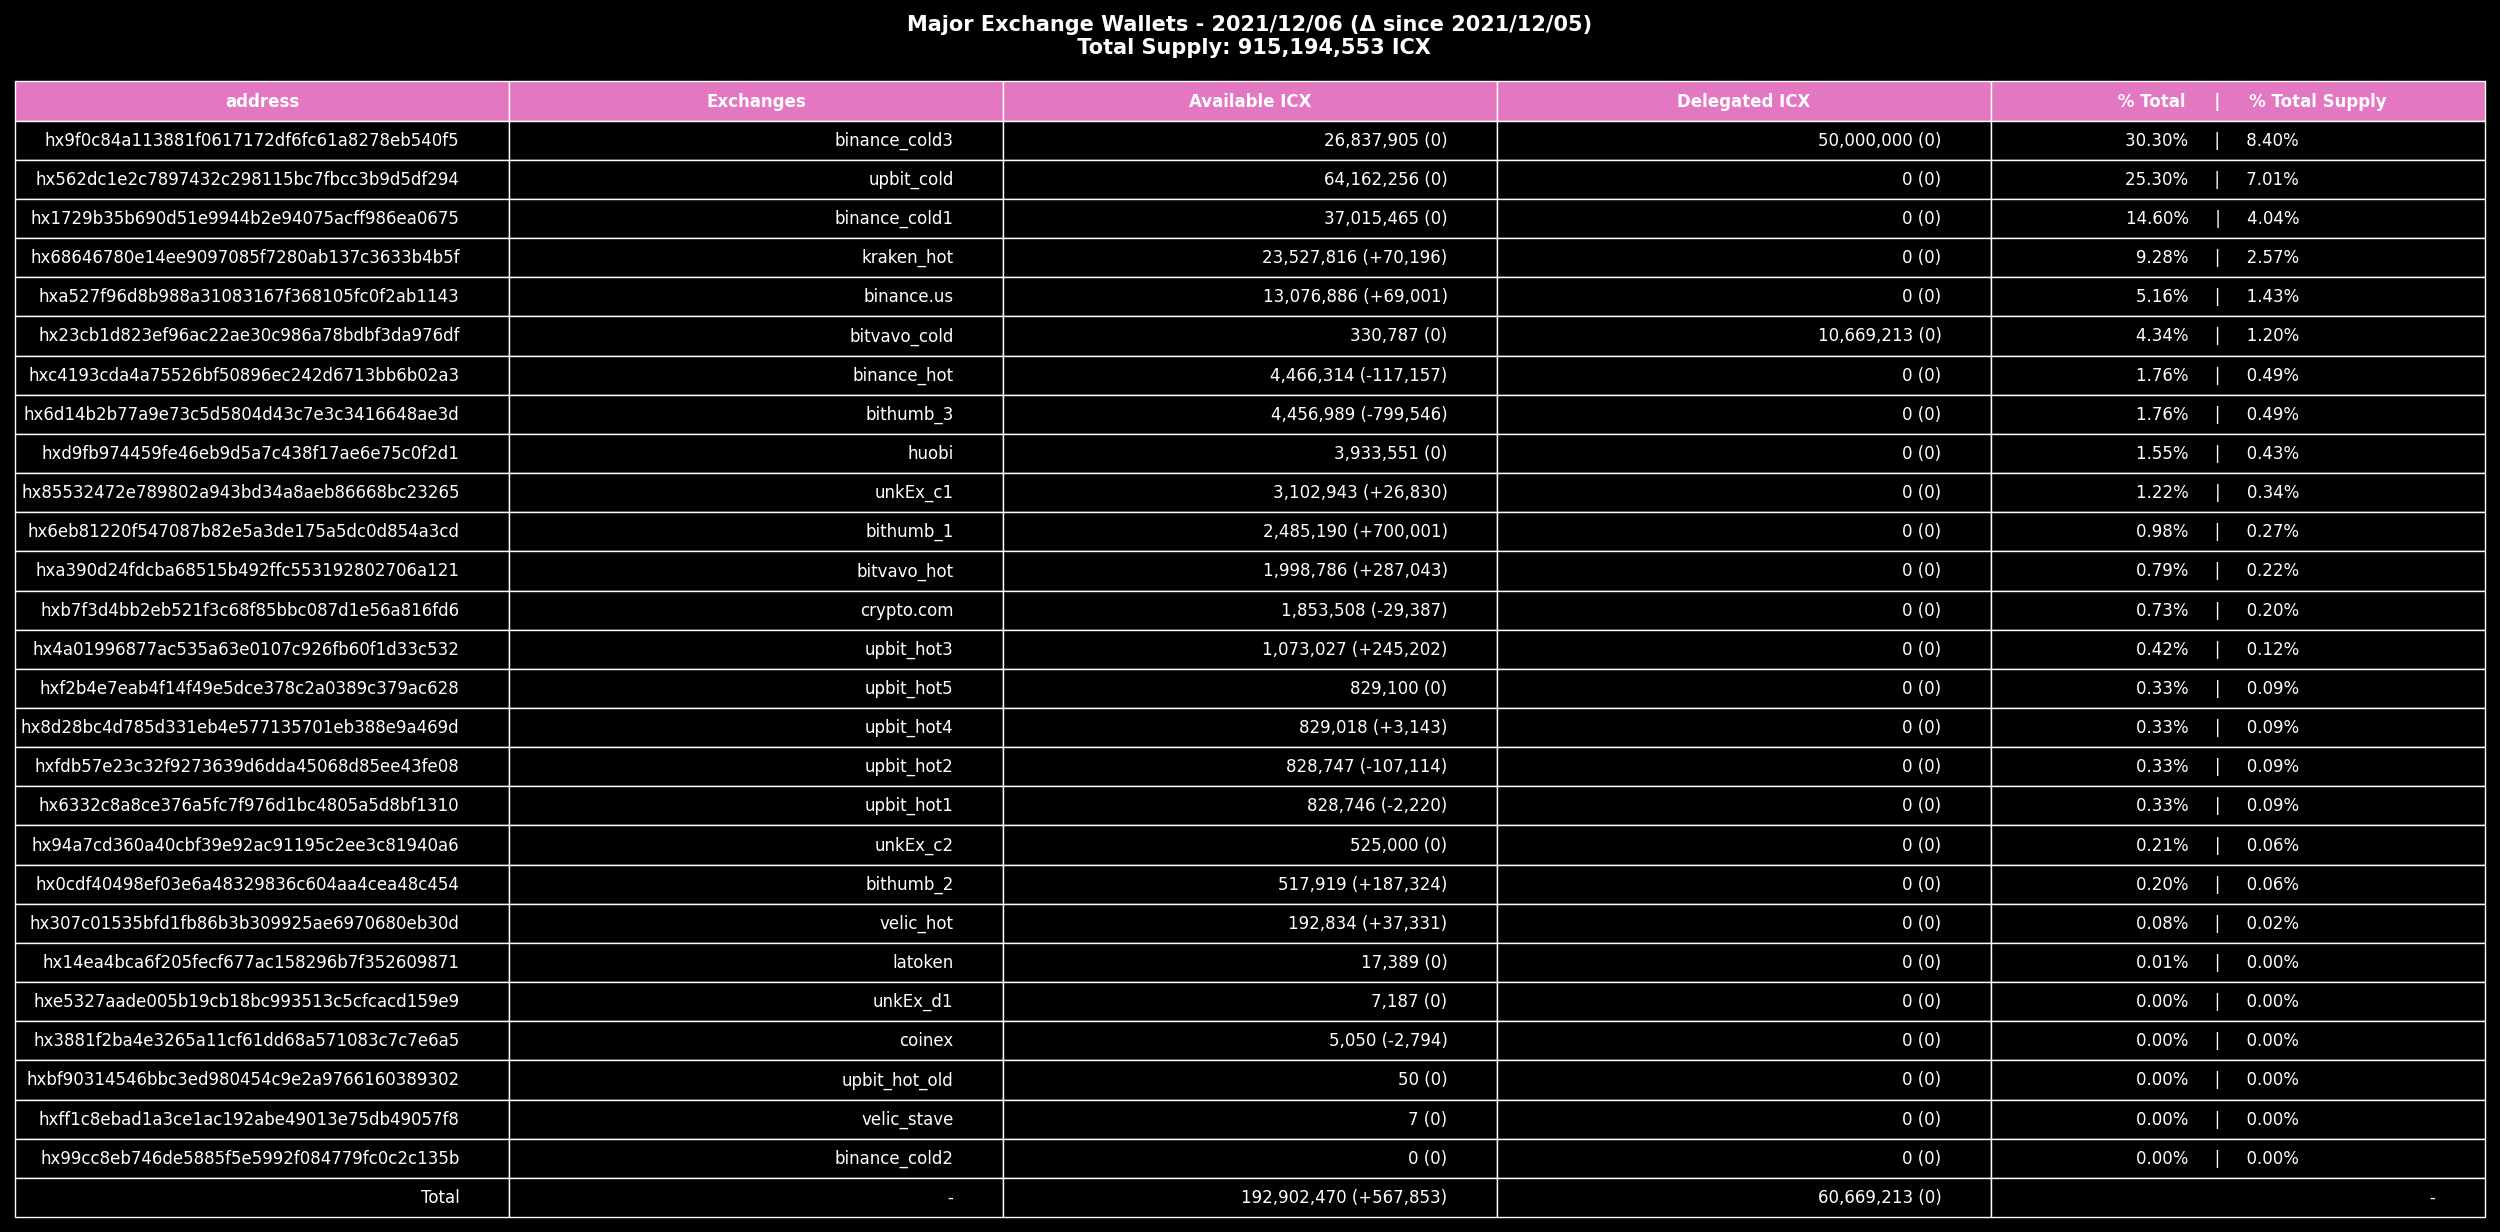 Major Exchange Wallets - 2021/12/06 (Δ since 2021/12/05)
Total Supply: 915,194,553 ICX
address Exchanges Available ICX Delegated ICX % Total | % Total Supply
hx9f0c84a113881f0617172df6fc61a8278eb540f5 binance_cold3 26,837,905 (0) 50,000,000 (0) 30.30% | 8.40%
hx562dc1e2c7897432c298115bc7fbcc3b9d5df294 upbit_cold 64,162,256 (0) 0 (0) 25.30% | 7.01%
hx1729b35b690d51e9944b2e94075acff986ea0675 binance_cold1 37,015,465 (0) 0 (0) 14.60% | 4.04%
hx68646780e14ee9097085f7280ab137c3633b4b5f kraken_hot 23,527,816 (+70,196) 0 (0) 9.28% | 2.57%
hxa527f96d8b988a31083167f368105fc0f2ab1143 binance.us 13,076,886 (+69,001) 0 (0) 5.16% | 1.43%
hx23cb1d823ef96ac22ae30c986a78bdbf3da976df bitvavo_cold 330,787 (0) 10,669,213 (0) 4.34% | 1.20%
hxc4193cda4a75526bf50896ec242d6713bb6b02a3 binance_hot 4,466,314 (-117,157) 0 (0) 1.76% | 0.49%
hx6d14b2b77a9e73c5d5804d43c7e3c3416648ae3d bithumb_3 4,456,989 (-799,546) 0 (0) 1.76% | 0.49%
hxd9fb974459fe46eb9d5a7c438f17ae6e75c0f2d1 huobi 3,933,551 (0) 0 (0) 1.55% | 0.43%
hx85532472e789802a943bd34a8aeb86668bc23265 unkEx_c1 3,102,943 (+26,830) 0 (0) 1.22% | 0.34%
hx6eb81220f547087b82e5a3de175a5dc0d854a3cd bithumb_1 2,485,190 (+700,001) 0 (0) 0.98% | 0.27%
hxa390d24fdcba68515b492ffc553192802706a121 bitvavo_hot 1,998,786 (+287,043) 0 (0) 0.79% | 0.22%
hxb7f3d4bb2eb521f3c68f85bbc087d1e56a816fd6 crypto.com 1,853,508 (-29,387) 0 (0) 0.73% | 0.20%
hx4a01996877ac535a63e0107c926fb60f1d33c532 upbit_hot3 1,073,027 (+245,202) 0 (0) 0.42% | 0.12%
hxf2b4e7eab4f14f49e5dce378c2a0389c379ac628 upbit_hot5 829,100 (0) 0 (0) 0.33% | 0.09%
hx8d28bc4d785d331eb4e577135701eb388e9a469d upbit_hot4 829,018 (+3,143) 0 (0) 0.33% | 0.09%
hxfdb57e23c32f9273639d6dda45068d85ee43fe08 upbit_hot2 828,747 (-107,114) 0 (0) 0.33% | 0.09%
hx6332c8a8ce376a5fc7f976d1bc4805a5d8bf1310 upbit_hot1 828,746 (-2,220) 0 (0) 0.33% | 0.09%
hx94a7cd360a40cbf39e92ac91195c2ee3c81940a6 unkEx_c2 525,000 (0) 0 (0) 0.21% | 0.06%
hx0cdf40498ef03e6a48329836c604aa4cea48c454 bithumb_2 517,919 (+187,324) 0 (0) 0.20% | 0.06%
hx307c01535bfd1fb86b3b309925ae6970680eb30d velic_hot 192,834 (+37,331) 0 (0) 0.08% | 0.02%
hx14ea4bca6f205fecf677ac158296b7f352609871 latoken 17,389 (0) 0 (0) 0.01% | 0.00%
hxe5327aade005b19cb18bc993513c5cfcacd159e9 unkEx_d1 7,187 (0) 0 (0) 0.00% | 0.00%
hx3881f2ba4e3265a11cf61dd68a571083c7c7e6a5 coinex 5,050 (-2,794) 0 (0) 0.00% | 0.00%
hxbf90314546bbc3ed980454c9e2a9766160389302 upbit_hot_old 50 (0) 0 (0) 0.00% | 0.00%
hxff1c8ebad1a3ce1ac192abe49013e75db49057f8 velic_stave 7 (0) 0 (0) 0.00% | 0.00%
hx99cc8eb746de5885f5e5992f084779fc0c2c135b binance_cold2 0 (0) 0 (0) 0.00% | 0.00%
Total - 192,902,470 (+567,853) 60,669,213 (0) -